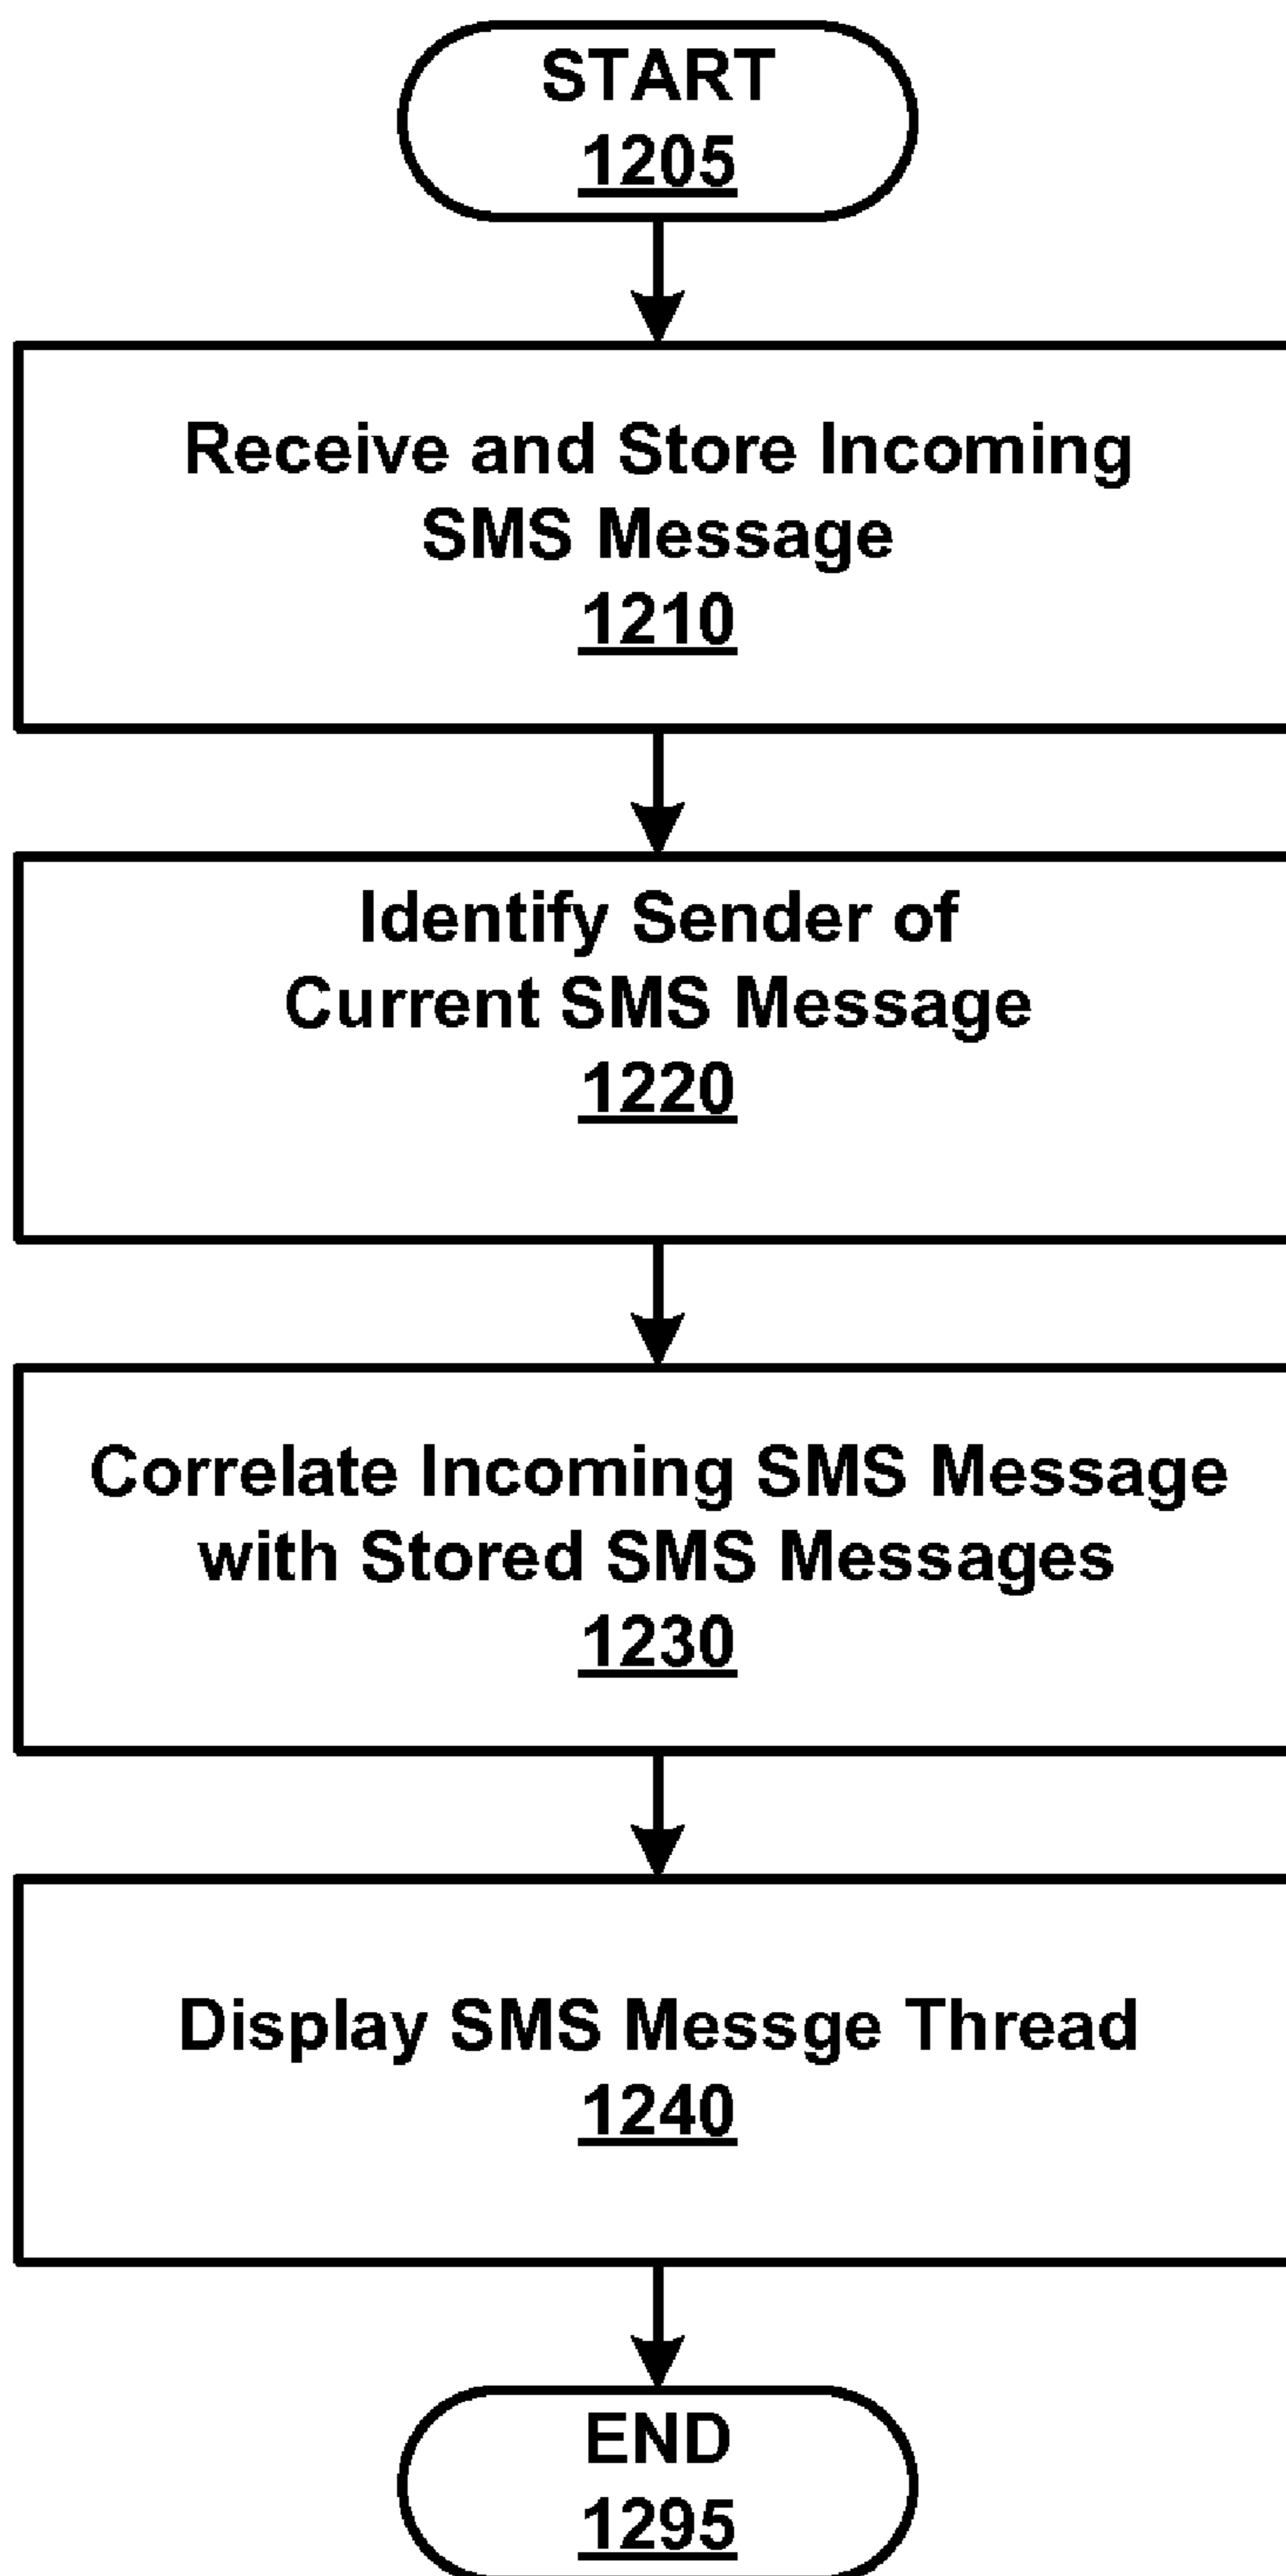 START
1205
Receive and Store Incoming
SMS Message
1210
Identify Sender of
Current SMS Message
1220
Correlate Incoming SMS Message
with Stored SMS Messages
1230
Display SMS Messge Thread
1240
END
1295